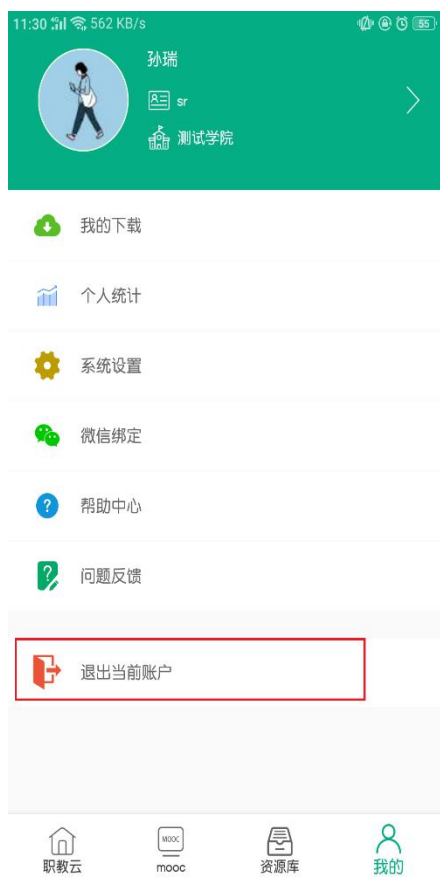 11:30 4G 562 KB/s 55
孙瑞
sr
测试学院
我的下载
个人统计
系统设置
微信绑定
帮助中心
问题反馈
退出当前账户
MOOC
职教云 mooc 资源库 我的